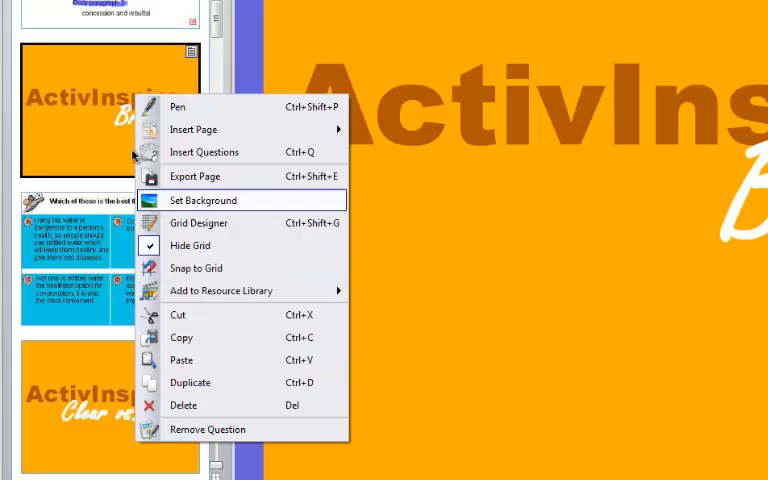 Body paragraph 3:
concession and rebuttal
ActivInsp
Br
Which of these is the best t
Using tap water is
dangerous to a person's
health, so people should
use bottled water which
will keep them healthy and
give them less diseases.
Not only is bottled water
the healthiest option for
consumption, it is also
the most convenient.
ActivInsp
Clear vs.
Pen Ctrl+Shift+P
Insert Page
Insert Questions Ctrl+Q
Export Page Ctrl+Shift+E
Set Background
Grid Designer Ctrl+Shift+G
Hide Grid
Snap to Grid
Add to Resource Library
Cut Ctrl+X
Copy Ctrl+C
Paste Ctrl+V
Duplicate Ctrl+D
Delete Del
Remove Question
ActivIns
B